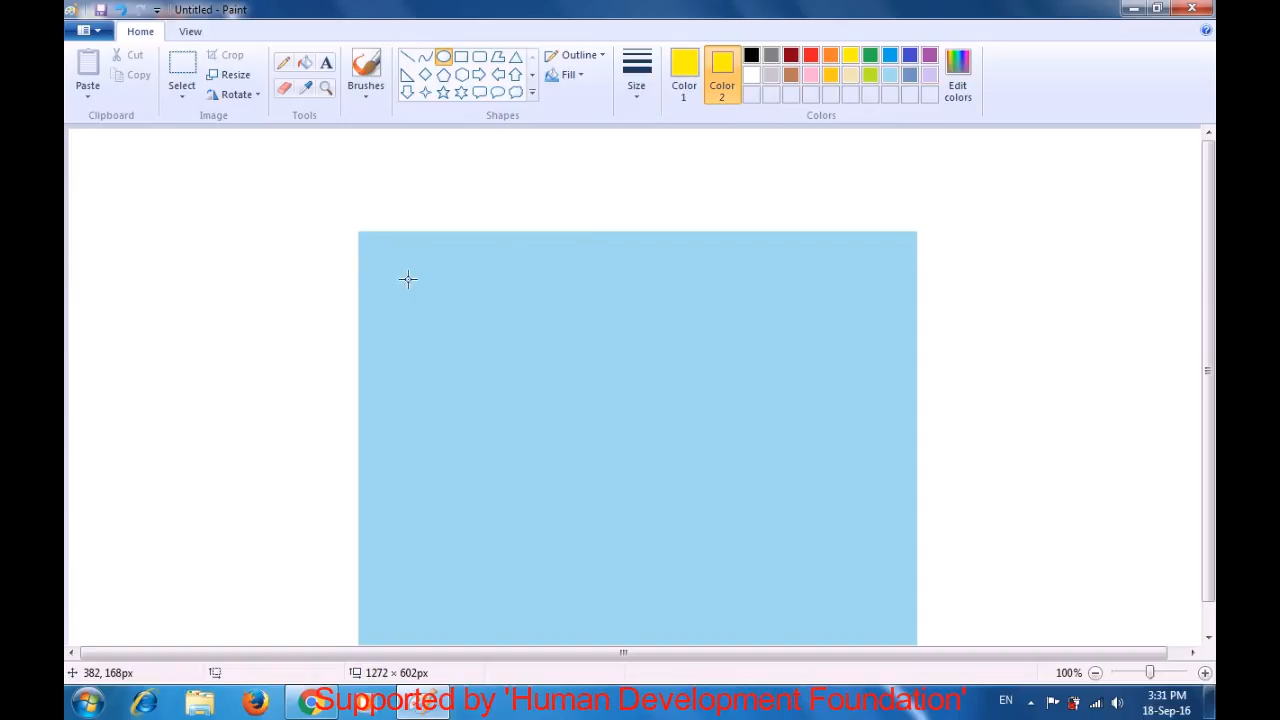 Untitled - Paint
Home
View
Paste
Cut
Copy
Clipboard
Select
Crop
Resize
Rotate
Image
A
Tools
Brushes
Outline
Fill
Shapes
Size
Color 1
Color 2
Edit colors
Colors
382, 168px
1272 × 602px
100%
EN
3:31 PM
18-Sep-16
Supported by 'Human Development Foundation'